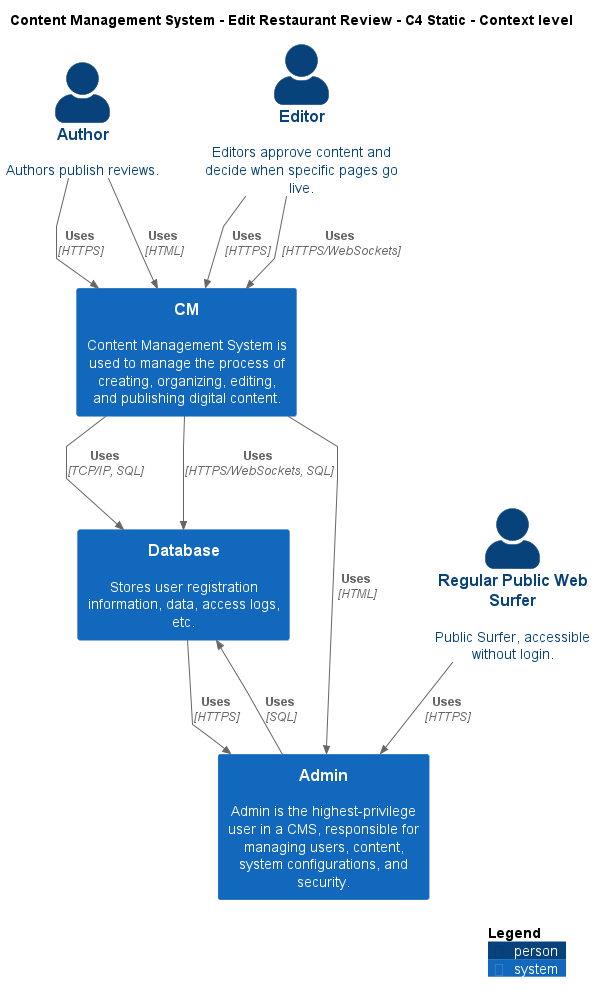 Content Management System - Edit Restaurant Review - C4 Static - Context level
Author
Authors publish reviews.
Editor
Editors approve content and
decide when specific pages go
live.
Uses
[HTTPS]
Uses
[HTML]
Uses
[HTTPS]
Uses
[HTTPS/WebSockets]
CM
Content Management System is
used to manage the process of
creating, organizing, editing,
and publishing digital content.
Uses
[TCP/IP, SQL]
Uses
[HTTPS/WebSockets, SQL]
Database
Stores user registration
information, data, access logs,
etc.
Uses
[HTML]
Regular Public Web
Surfer
Public Surfer, accessible
without login.
Uses
[HTTPS]
Uses
[SQL]
Uses
[HTTPS]
Admin
Admin is the highest-privilege
user in a CMS, responsible for
managing users, content,
system configurations, and
security.
Legend
person
system